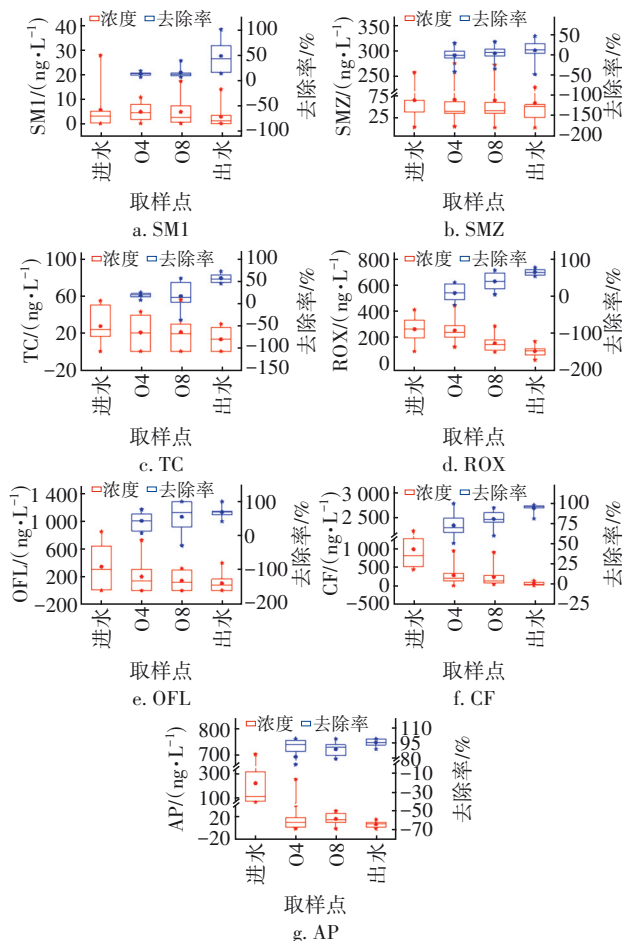 浓度 去除率 浓度 去除率
SM1/(ng·L⁻¹) 40 30 20 10 0
去除率/% 100 50 0 -50 -100
进水 O4 O8 出水
取样点
a. SM1
SMZ/(ng·L⁻¹) 350 300 250 75 25
去除率/% 50 0 -50 -100 -150 -200
进水 O4 O8 出水
取样点
b. SMZ
浓度 去除率 浓度 去除率
TC/(ng·L⁻¹) 100 60 20 -20
去除率/% 100 50 0 -50 -100 -150
进水 O4 O8 出水
取样点
c. TC
ROX/(ng·L⁻¹) 800 600 400 200 0
去除率/% 100 0 -100 -200
进水 O4 O8 出水
取样点
d. ROX
浓度 去除率 浓度 去除率
OFL/(ng·L⁻¹) 1 400 1 000 600 200 -200
去除率/% 100 0 -100 -150
进水 O4 O8 出水
取样点
e. OFL
CF/(ng·L⁻¹) 3 000 2 500 1 000 500 0 -500
去除率/% 100 75 50 25 0 -25
进水 O4 O8 出水
取样点
f. CF
浓度 去除率
AP/(ng·L⁻¹) 800 700 300 100 20 -20
去除率/% 110 95 80 -10 -30 -50 -70
进水 O4 O8 出水
取样点
g. AP